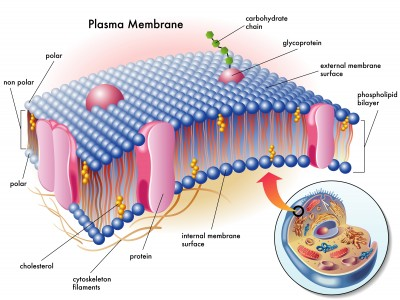 Plasma Membrane
carbohydrate
chain
glycoprotein
external membrane
surface
phospholipid
bilayer
polar
non polar
polar
cholesterol
cytoskeleton
filaments
protein
internal membrane
surface